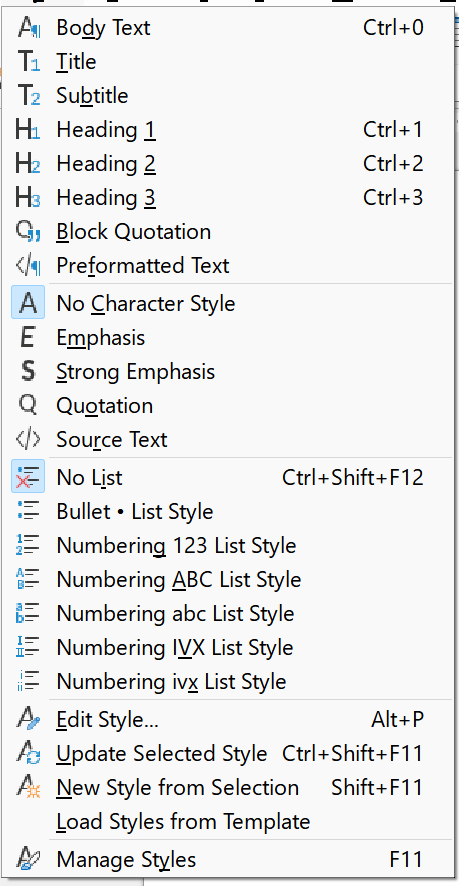 Body Text Ctrl+0
Title
Subtitle
Heading 1 Ctrl+1
Heading 2 Ctrl+2
Heading 3 Ctrl+3
Block Quotation
Preformatted Text
No Character Style
Emphasis
Strong Emphasis
Quotation
Source Text
No List Ctrl+Shift+F12
Bullet • List Style
Numbering 123 List Style
Numbering ABC List Style
Numbering abc List Style
Numbering IVX List Style
Numbering ivx List Style
Edit Style... Alt+P
Update Selected Style Ctrl+Shift+F11
New Style from Selection Shift+F11
Load Styles from Template
Manage Styles F11